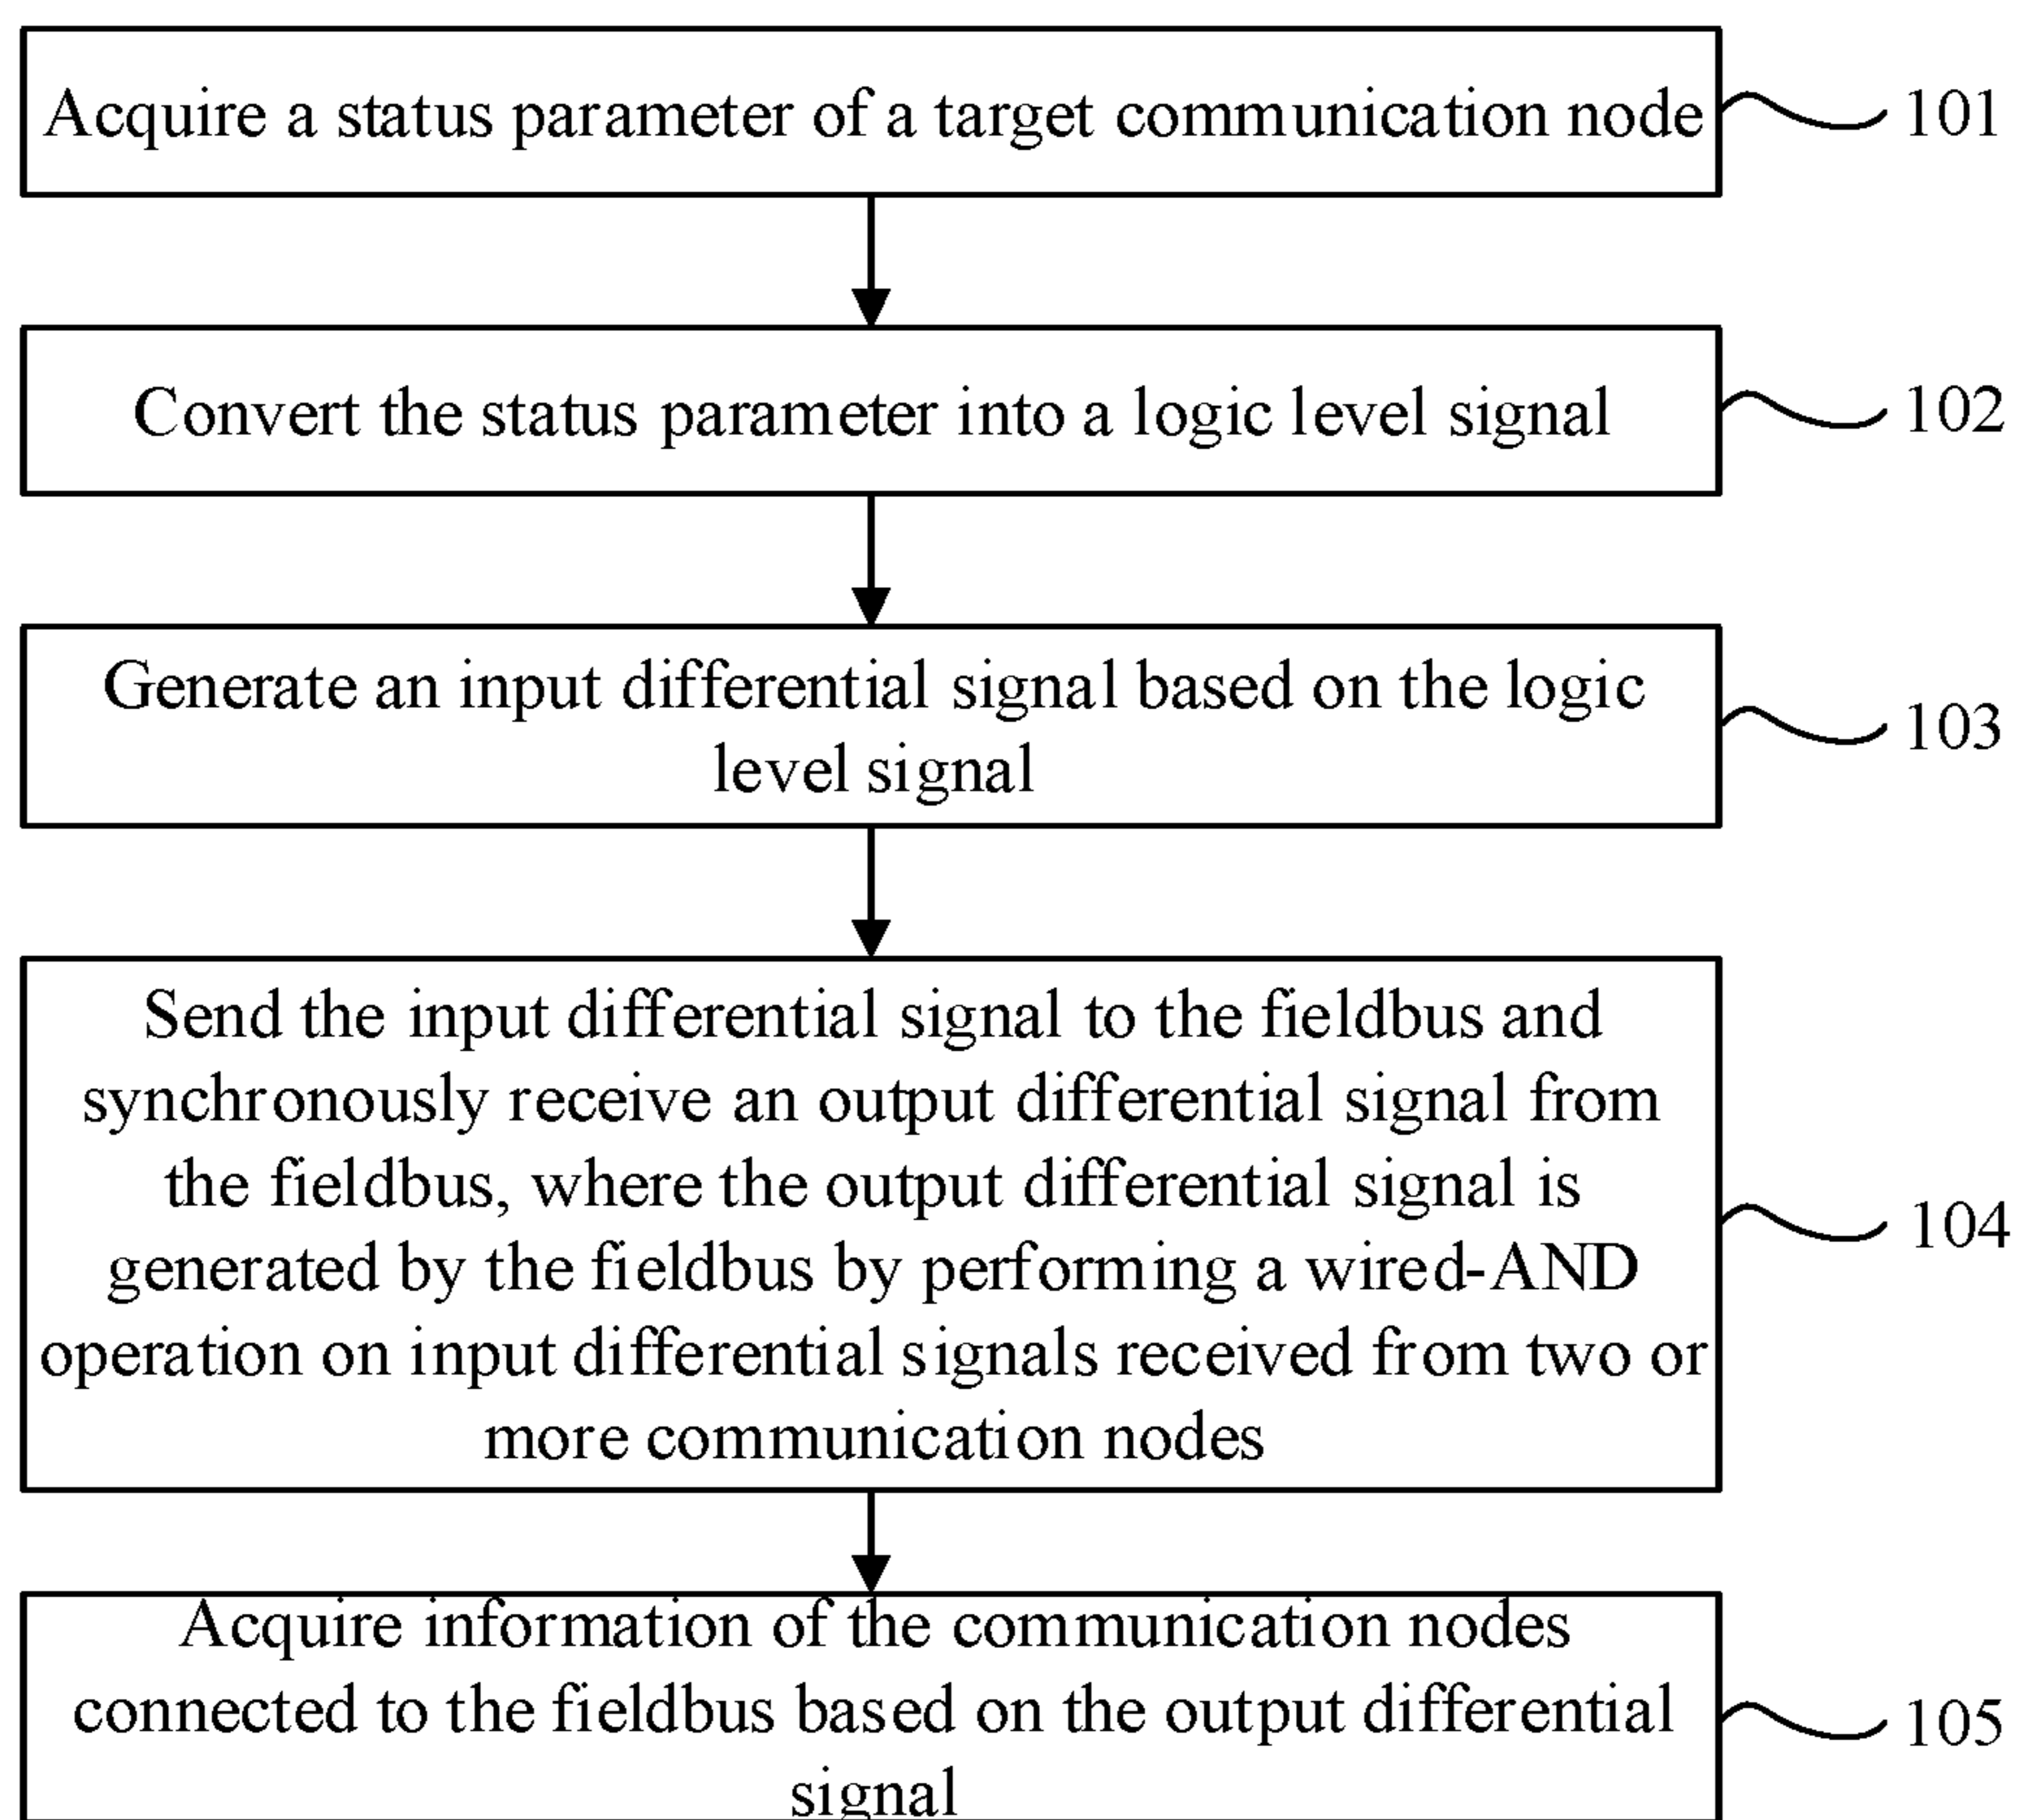 Acquire a status parameter of a target communication node
101
Convert the status parameter into a logic level signal
102
Generate an input differential signal based on the logic
level signal
103
Send the input differential signal to the fieldbus and
synchronously receive an output differential signal from
the fieldbus, where the output differential signal is
generated by the fieldbus by performing a wired-AND
operation on input differential signals received from two or
more communication nodes
104
Acquire information of the communication nodes
connected to the fieldbus based on the output differential
signal
105